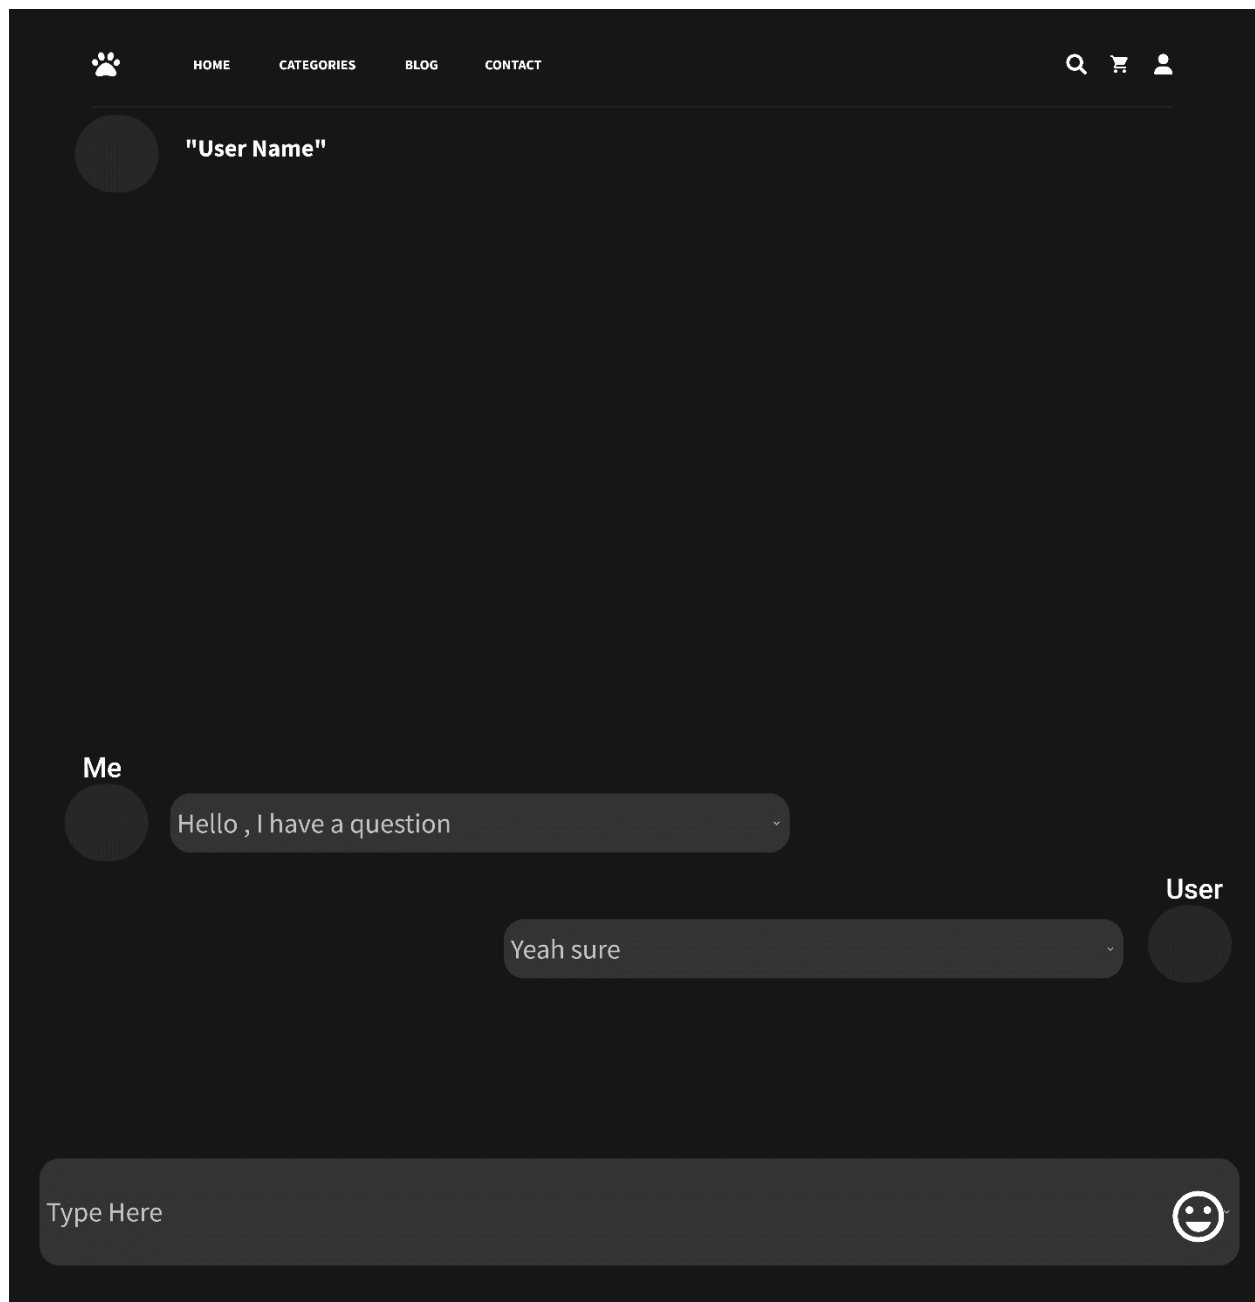 HOME CATEGORIES BLOG CONTACT
"User Name"
Me
Hello , I have a question
User
Yeah sure
Type Here